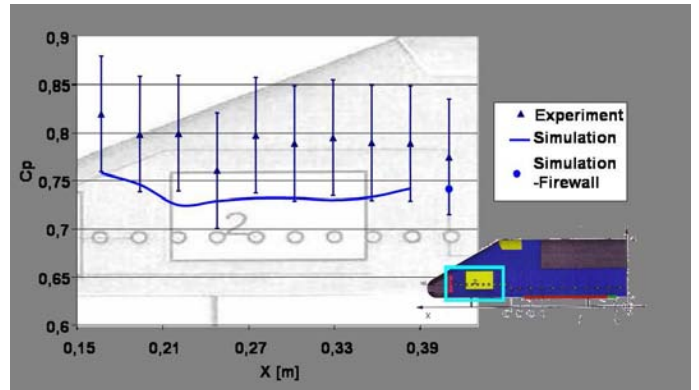 0,9
0,85
0,8
0,75
0,7
0,65
0,6
Cp
0,15
0,21
0,27
0,33
0,39
X [m]
2
Experiment
Simulation
Simulation
-Firewall
x